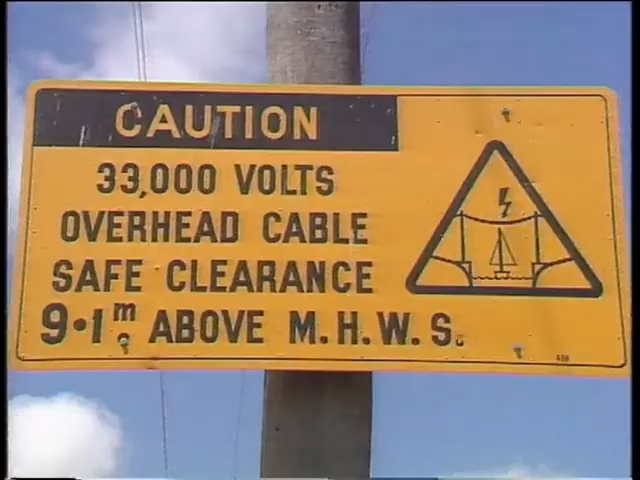 CAUTION
33,000 VOLTS
OVERHEAD CABLE
SAFE CLEARANCE
9·1m ABOVE M.H.W.S.